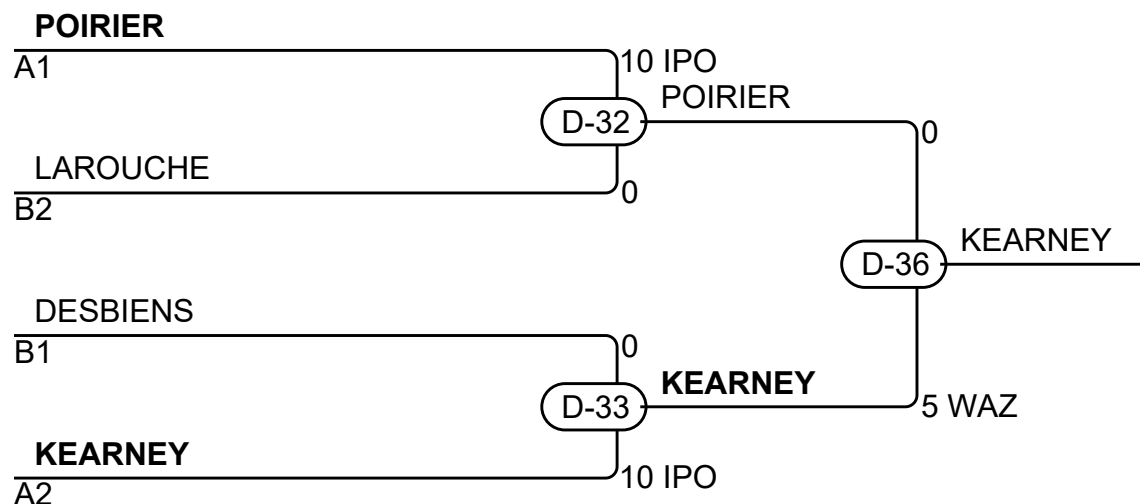 POIRIER
A1
10 IPO
POIRIER
D-32
0
LAROUCHE
B2
0
D-36
KEARNEY
DESBIENS
B1
0
KEARNEY
D-33
5 WAZ
KEARNEY
A2
10 IPO